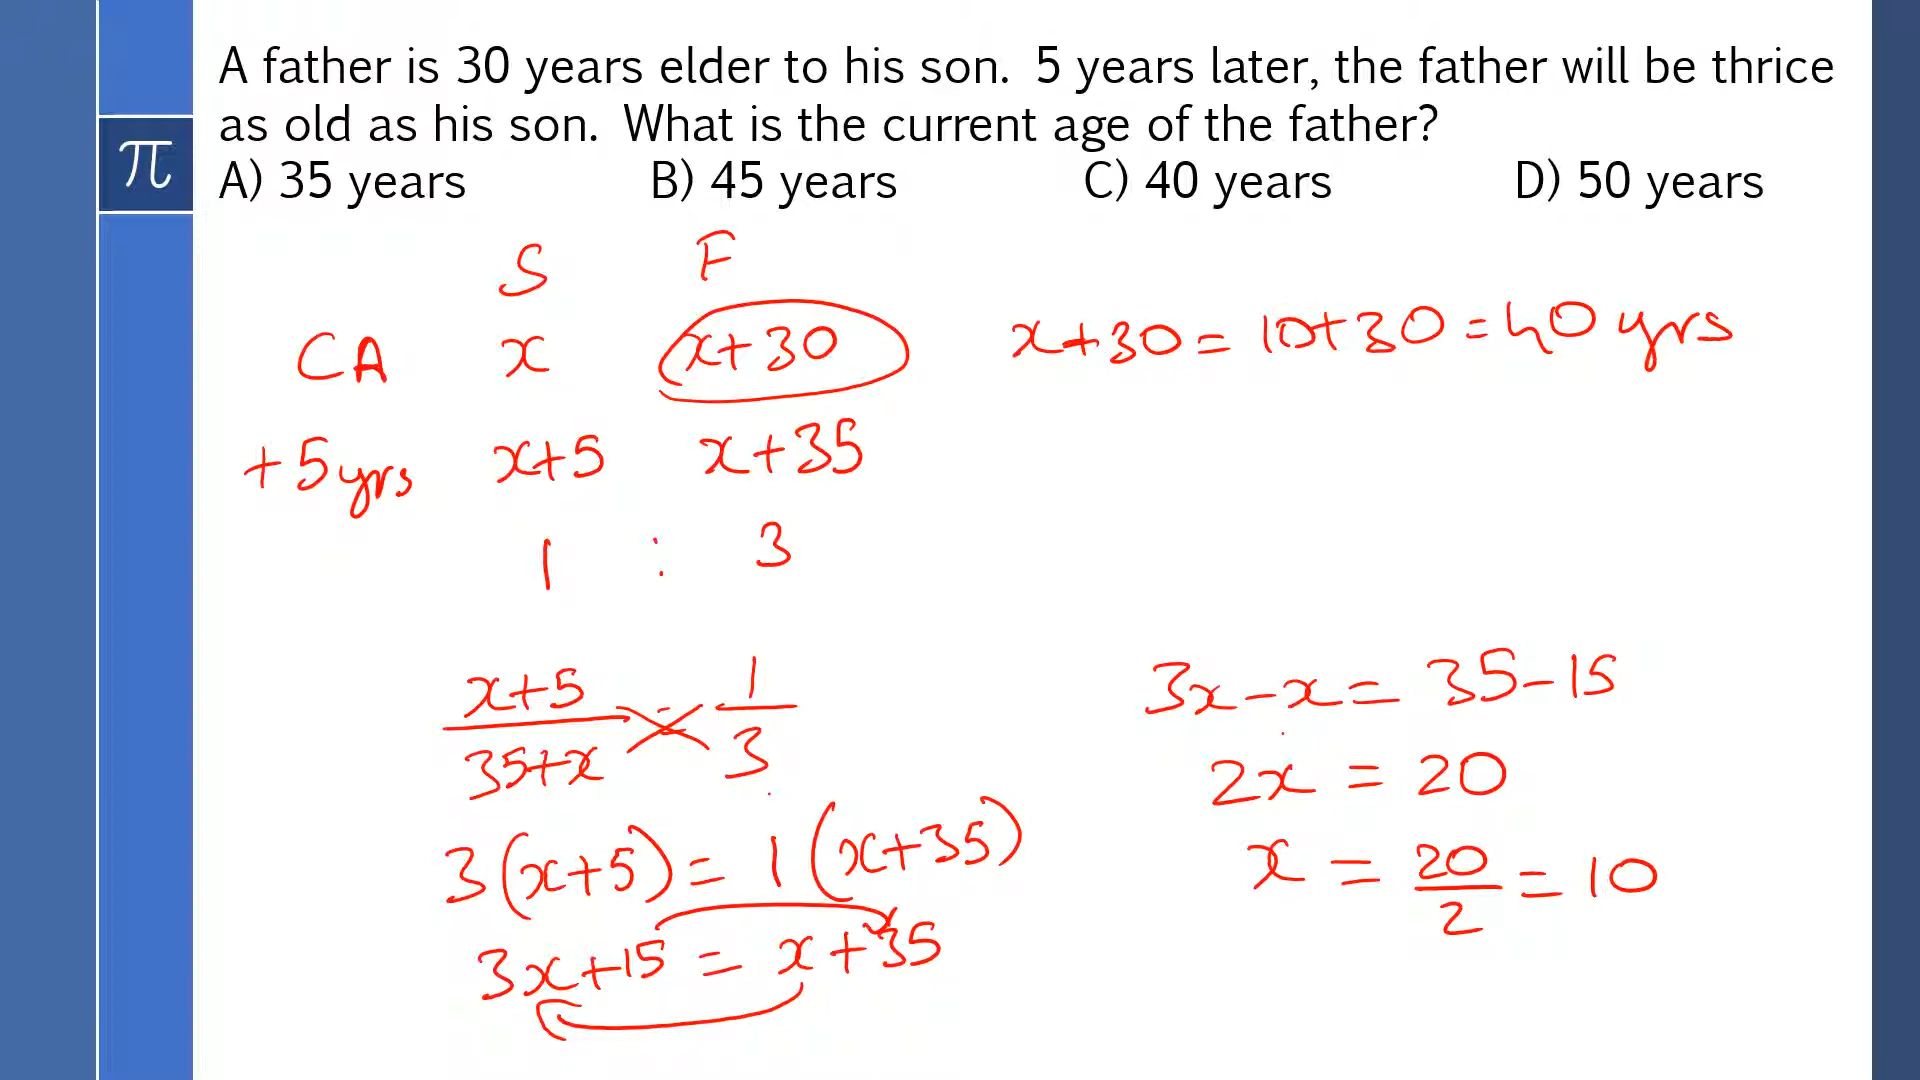 A father is 30 years elder to his son. 5 years later, the father will be thrice
as old as his son. What is the current age of the father?
π
A) 35 years B) 45 years C) 40 years D) 50 years
S F
CA x x+30 x+30 = 10+30 = 40 yrs
+5 yrs x+5 x+35
1 : 3
x+5 / 35+x = 1 / 3
3(x+5) = 1(x+35)
3x+15 = x+35
3x-x = 35-15
2x = 20
x = 20/2 = 10